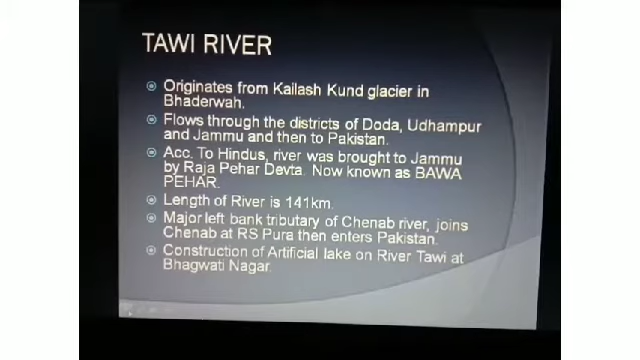 TAWI RIVER
Originates from Kailash Kund glacier in
Bhaderwah.
Flows through the districts of Doda, Udhampur
and Jammu and then to Pakistan.
Acc. To Hindus, river was brought to Jammu
by Raja Pehar Devta. Now known as BAWA
PEHAR.
Length of River is 141km.
Major left bank tributary of Chenab river, joins
Chenab at RS Pura then enters Pakistan.
Construction of Artificial lake on River Tawi at
Bhagwati Nagar.